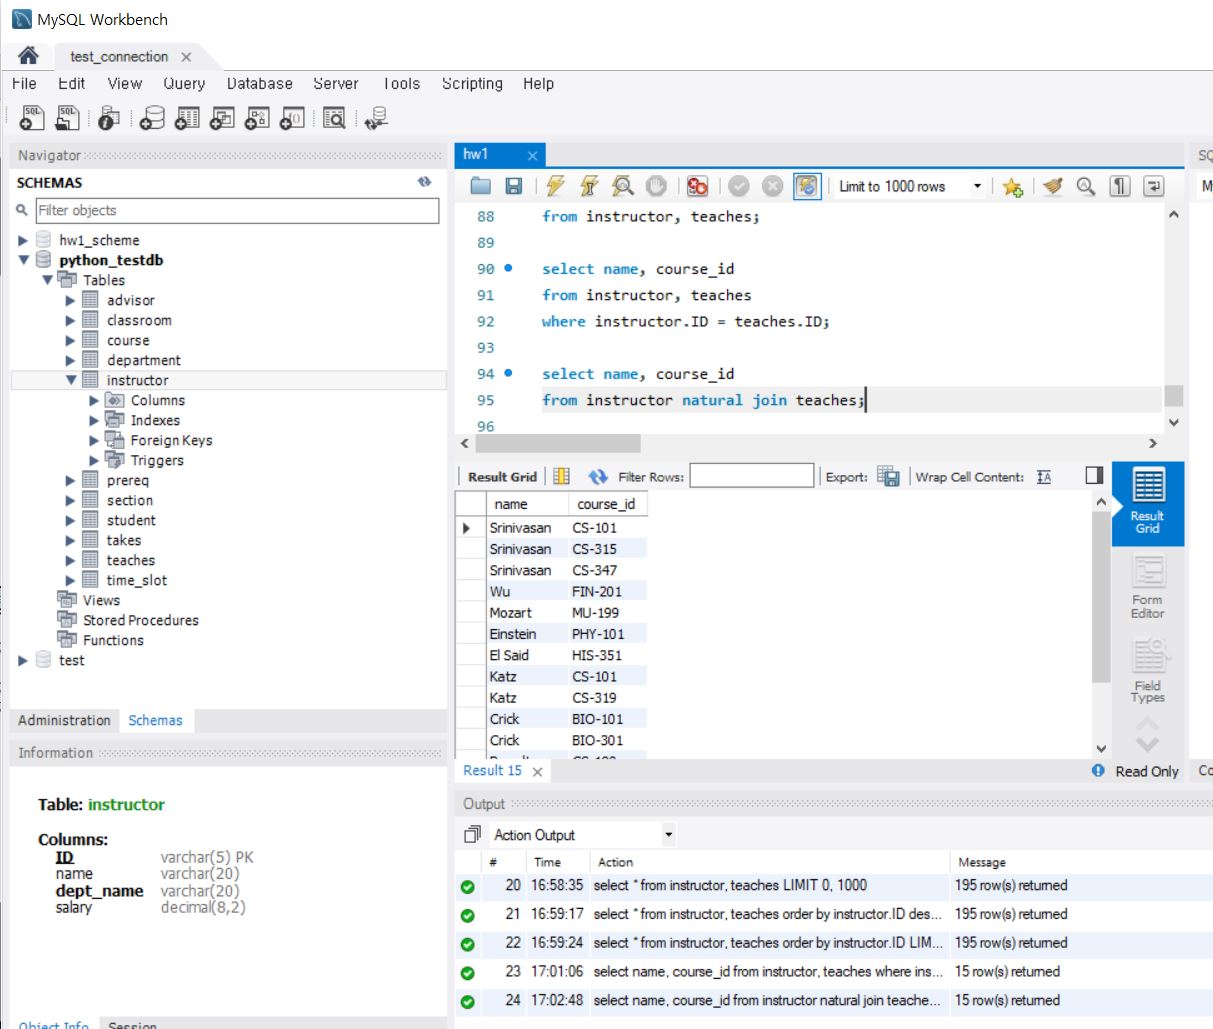 MySQL Workbench
test_connection
File Edit View Query Database Server Tools Scripting Help
Navigator
SCHEMAS
Filter objects
hw1_scheme
python_testdb
Tables
advisor
classroom
course
department
instructor
Columns
Indexes
Foreign Keys
Triggers
prereq
section
student
takes
teaches
time_slot
Views
Stored Procedures
Functions
test
Administration Schemas
Information
Table: instructor
Columns:
ID varchar(5) PK
name varchar(20)
dept_name varchar(20)
salary decimal(8,2)
Object Info Session
hw1
Limit to 1000 rows
88 from instructor, teaches;
89
90 select name, course_id
91 from instructor, teaches
92 where instructor.ID = teaches.ID;
93
94 select name, course_id
95 from instructor natural join teaches;
96
Result Grid Filter Rows: Export: Wrap Cell Content:
name course_id
Srinivasan CS-101
Srinivasan CS-315
Srinivasan CS-347
Wu FIN-201
Mozart MU-199
Einstein PHY-101
El Said HIS-351
Katz CS-101
Katz CS-319
Crick BIO-101
Crick BIO-301
Result Grid
Form Editor
Field Types
Result 15
Read Only
Output
Action Output
# Time Action Message
20 16:58:35 select * from instructor, teaches LIMIT 0, 1000 195 row(s) returned
21 16:59:17 select * from instructor, teaches order by instructor.ID des... 195 row(s) returned
22 16:59:24 select * from instructor, teaches order by instructor.ID LIM... 195 row(s) returned
23 17:01:06 select name, course_id from instructor, teaches where ins... 15 row(s) returned
24 17:02:48 select name, course_id from instructor natural join teache... 15 row(s) returned